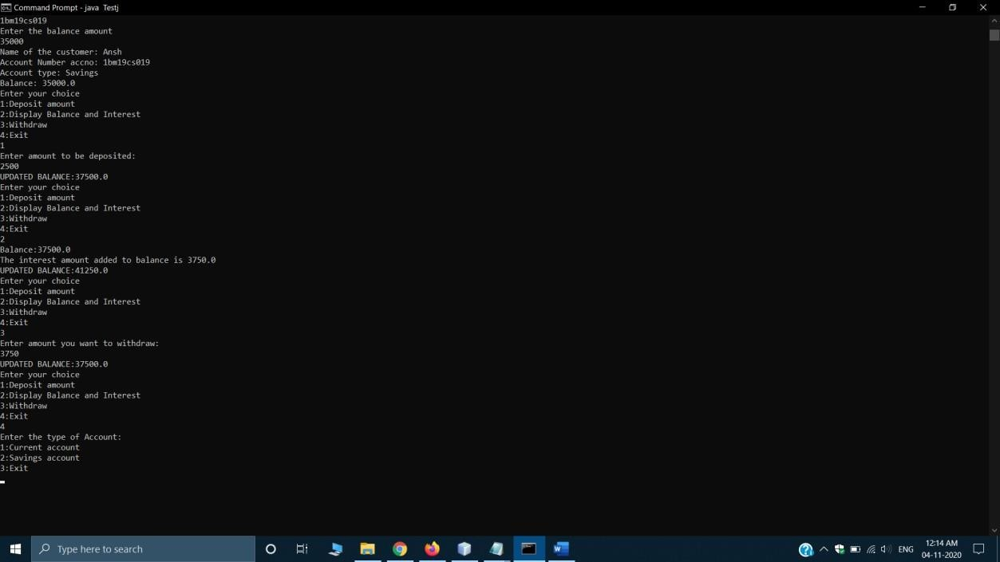 Command Prompt - java Testj
1bm19cs019
Enter the balance amount
35000
Name of the customer: Ansh
Account Number accno: 1bm19cs019
Account type: Savings
Balance: 35000.0
Enter your choice
1:Deposit amount
2:Display Balance and Interest
3:Withdraw
4:Exit
1
Enter amount to be deposited:
2500
UPDATED BALANCE:37500.0
Enter your choice
1:Deposit amount
2:Display Balance and Interest
3:Withdraw
4:Exit
2
Balance:37500.0
The interest amount added to balance is 3750.0
UPDATED BALANCE:41250.0
Enter your choice
1:Deposit amount
2:Display Balance and Interest
3:Withdraw
4:Exit
3
Enter amount you want to withdraw:
3750
UPDATED BALANCE:37500.0
Enter your choice
1:Deposit amount
2:Display Balance and Interest
3:Withdraw
4:Exit
4
Enter the type of Account:
1:Current account
2:Savings account
3:Exit
Type here to search
ENG
12:14 AM
04-11-2020